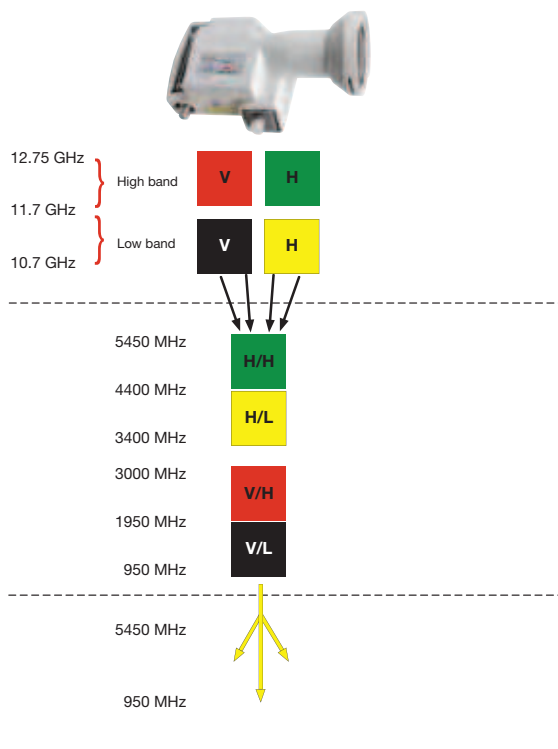 12.75 GHz
High band
V
H
11.7 GHz
Low band
V
H
10.7 GHz
5450 MHz
H/H
4400 MHz
H/L
3400 MHz
3000 MHz
V/H
1950 MHz
V/L
950 MHz
5450 MHz
950 MHz